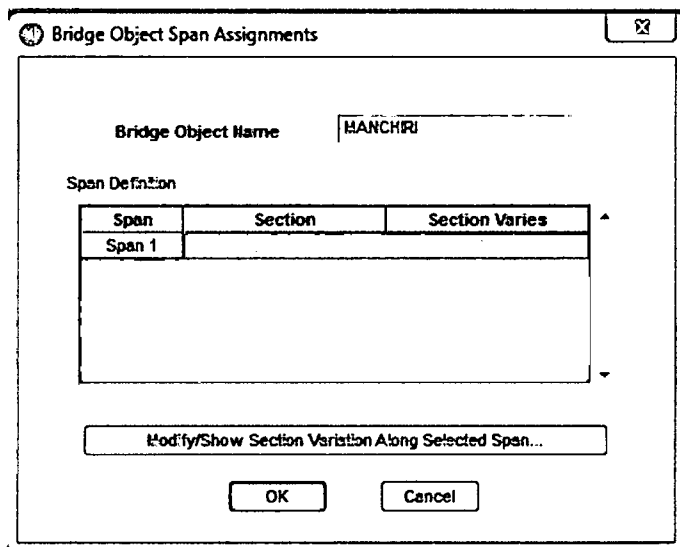 Bridge Object Span Assignments
Bridge Object Name MANCHIRI
Span Definition
Span Section Section Varies
Span 1
Modify/Show Section Variation Along Selected Span...
OK Cancel